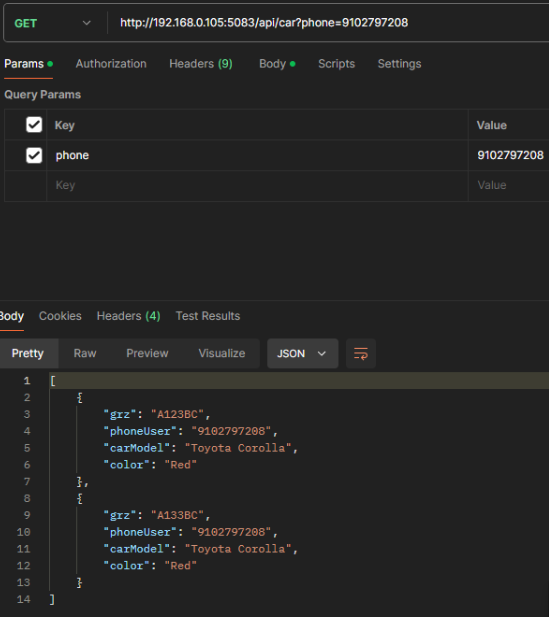 GET http://192.168.0.105:5083/api/car?phone=9102797208
Params Authorization Headers (9) Body Scripts Settings
Query Params
Key Value
phone 9102797208
Key Value
Body Cookies Headers (4) Test Results
Pretty Raw Preview Visualize JSON
1 [
2 {
3 "grz": "A123BC",
4 "phoneUser": "9102797208",
5 "carModel": "Toyota Corolla",
6 "color": "Red"
7 },
8 {
9 "grz": "A133BC",
10 "phoneUser": "9102797208",
11 "carModel": "Toyota Corolla",
12 "color": "Red"
13 }
14 ]